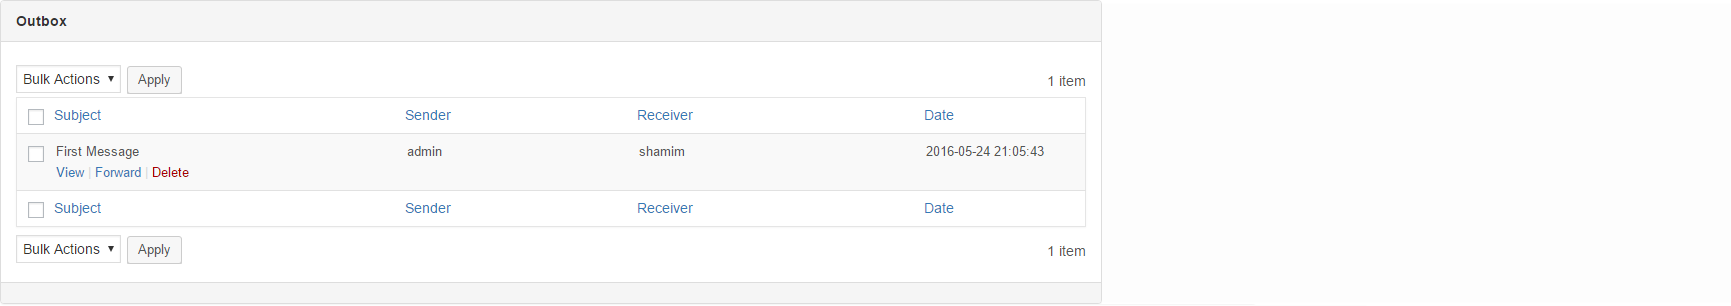 Outbox
Bulk Actions Apply 1 item
Subject Sender Receiver Date
First Message admin shamim 2016-05-24 21:05:43
View | Forward | Delete
Subject Sender Receiver Date
Bulk Actions Apply 1 item